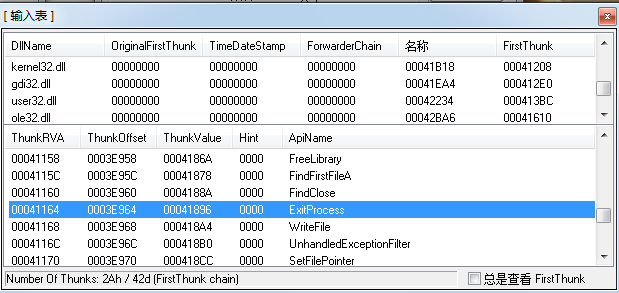 [ 输入表 ]
DllName OriginalFirstThunk TimeDateStamp ForwarderChain 名称 FirstThunk
kernel32.dll 00000000 00000000 00000000 00041B18 00041208
gdi32.dll 00000000 00000000 00000000 00041EA4 000412E0
user32.dll 00000000 00000000 00000000 00042234 000413BC
ole32.dll 00000000 00000000 00000000 00042BA6 00041610
ThunkRVA ThunkOffset ThunkValue Hint ApiName
00041158 0003E958 0004186A 0000 FreeLibrary
0004115C 0003E95C 00041878 0000 FindFirstFileA
00041160 0003E960 0004188A 0000 FindClose
00041164 0003E964 00041896 0000 ExitProcess
00041168 0003E968 000418A4 0000 WriteFile
0004116C 0003E96C 000418B0 0000 UnhandledExceptionFilter
00041170 0003E970 000418CC 0000 SetFilePointer
Number Of Thunks: 2Ah / 42d (FirstThunk chain) 总是查看 FirstThunk